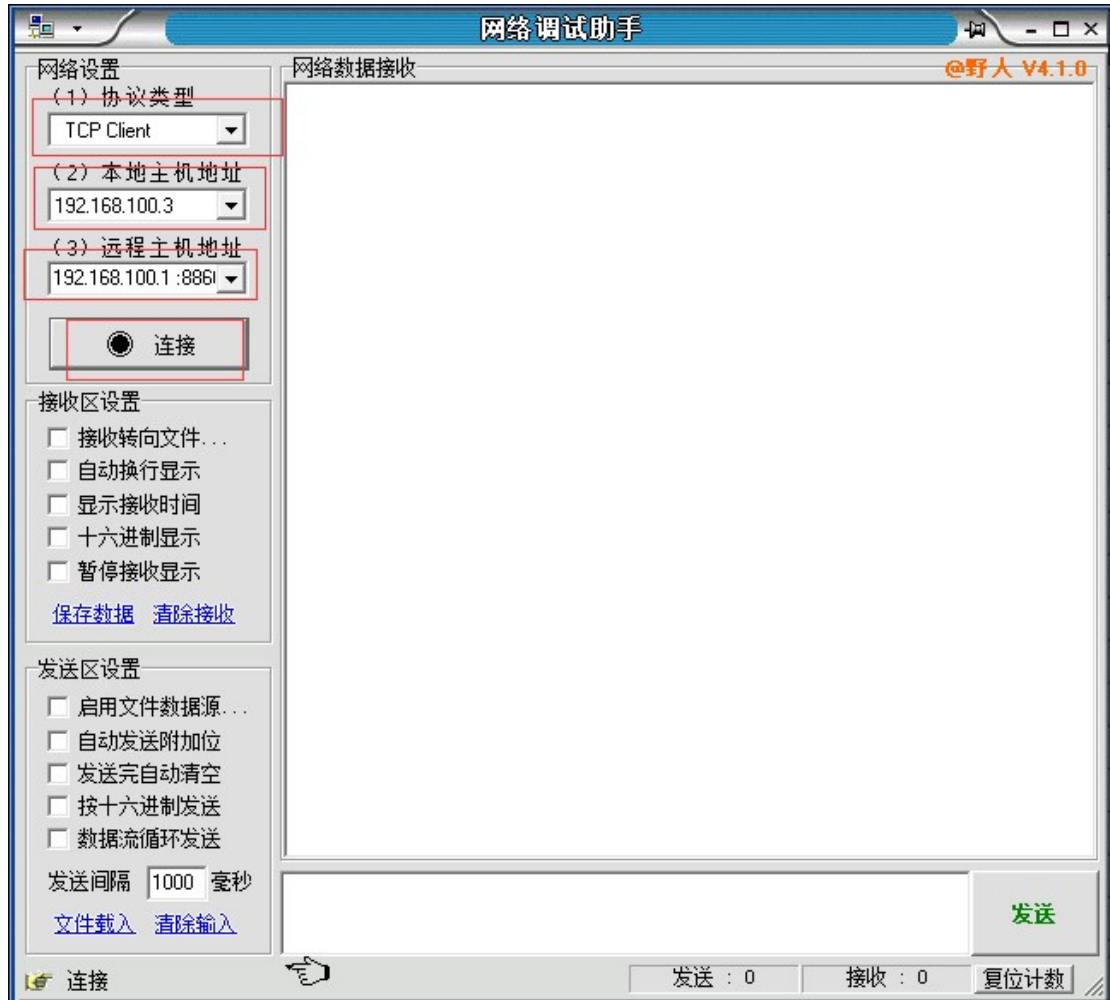 网络调试助手
网络设置
(1) 协议类型
TCP Client
(2) 本地主机地址
192.168.100.3
(3) 远程主机地址
192.168.100.1 :886
连接
接收区设置
接收转向文件...
自动换行显示
显示接收时间
十六进制显示
暂停接收显示
保存数据 清除接收
发送区设置
启用文件数据源...
自动发送附加位
发送完自动清空
按十六进制发送
数据流循环发送
发送间隔 1000 毫秒
文件载入 清除输入
网络数据接收
@野人 V4.1.0
发送
连接
发送 : 0
接收 : 0
复位计数